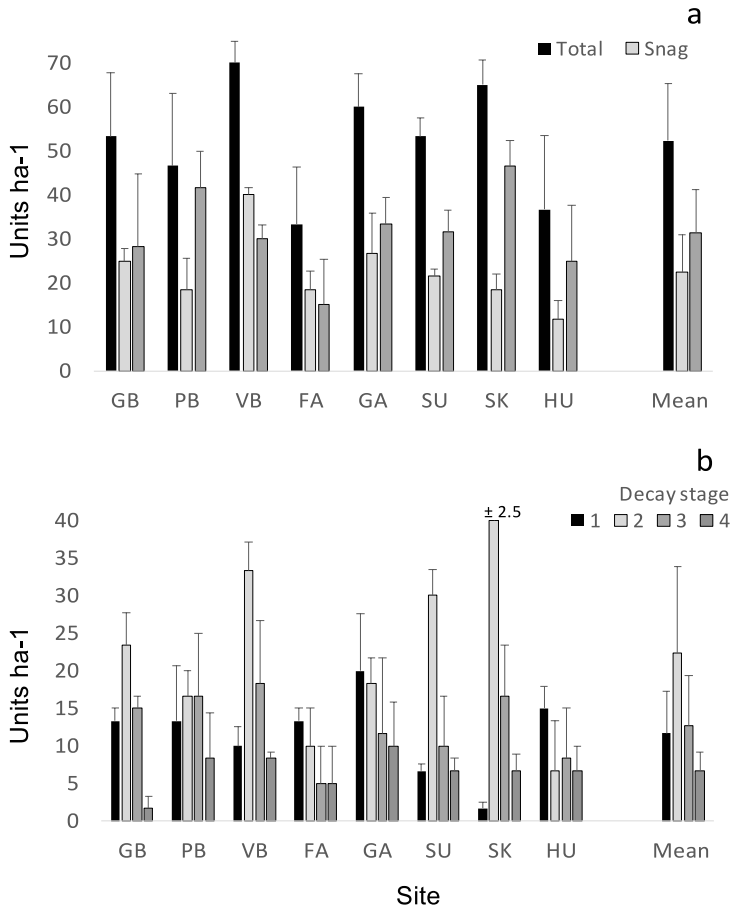 a
Total Snag
70
60
50
40
30
20
10
0
Units ha-1
GB PB VB FA GA SU SK HU Mean
b
Decay stage
1 2 3 4
± 2.5
40
35
30
25
20
15
10
5
0
Units ha-1
GB PB VB FA GA SU SK HU Mean
Site